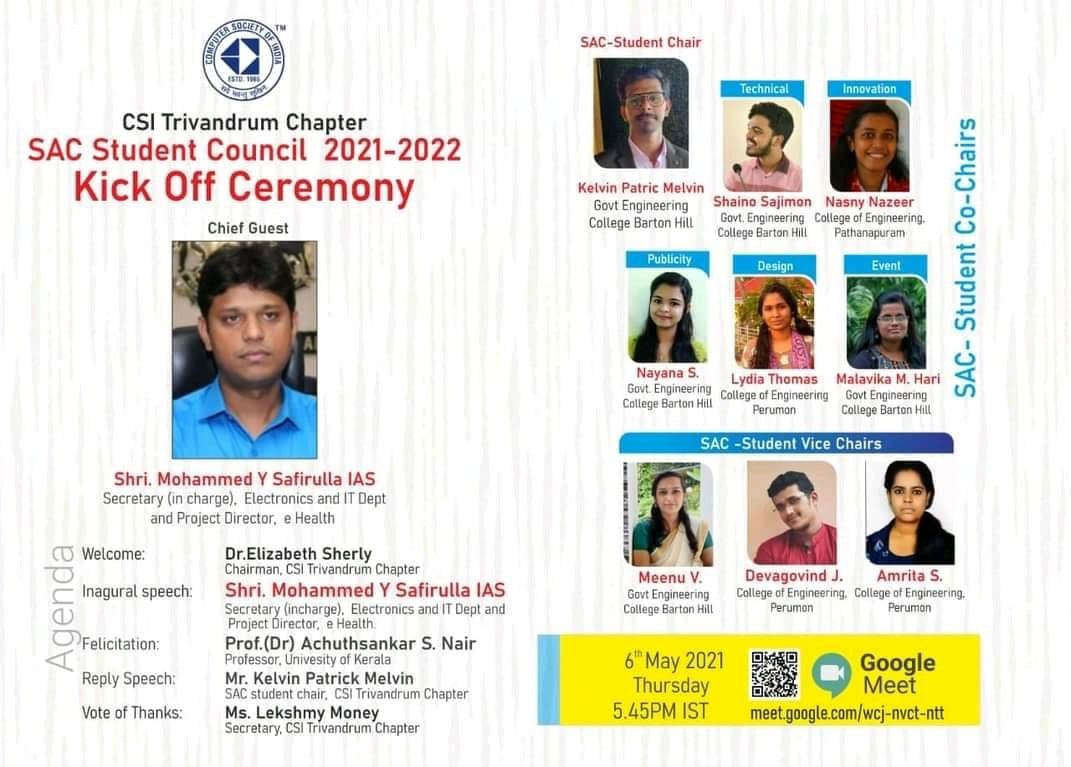 COMPUTER SOCIETY OF INDIA
TM
ESTD. 1965
CSI Trivandrum Chapter
SAC Student Council 2021-2022
Kick Off Ceremony
Chief Guest
Shri. Mohammed Y Safirulla IAS
Secretary (in charge), Electronics and IT Dept
and Project Director, e Health
Agenda
Welcome:
Dr.Elizabeth Sherly
Chairman, CSI Trivandrum Chapter
Inagural speech:
Shri. Mohammed Y Safirulla IAS
Secretary (incharge), Electronics and IT Dept and
Project Director, e Health.
Felicitation:
Prof.(Dr) Achuthsankar S. Nair
Professor, Univesity of Kerala
Reply Speech:
Mr. Kelvin Patrick Melvin
SAC student chair, CSI Trivandrum Chapter
Vote of Thanks:
Ms. Lekshmy Money
Secretary, CSI Trivandrum Chapter
SAC-Student Chair
Kelvin Patric Melvin
Govt Engineering
College Barton Hill
SAC- Student Co-Chairs
Technical
Shaino Sajimon
Govt. Engineering
College Barton Hill
Innovation
Nasny Nazeer
College of Engineering,
Pathanapuram
Publicity
Nayana S.
Govt. Engineering
College Barton Hill
Design
Lydia Thomas
College of Engineering
Perumon
Event
Malavika M. Hari
Govt Engineering
College Barton Hill
SAC -Student Vice Chairs
Meenu V.
Govt Engineering
College Barton Hill
Devagovind J.
College of Engineering,
Perumon
Amrita S.
College of Engineering,
Perumon
6th May 2021
Thursday
5.45PM IST
Google
Meet
meet.google.com/wcj-nvct-ntt